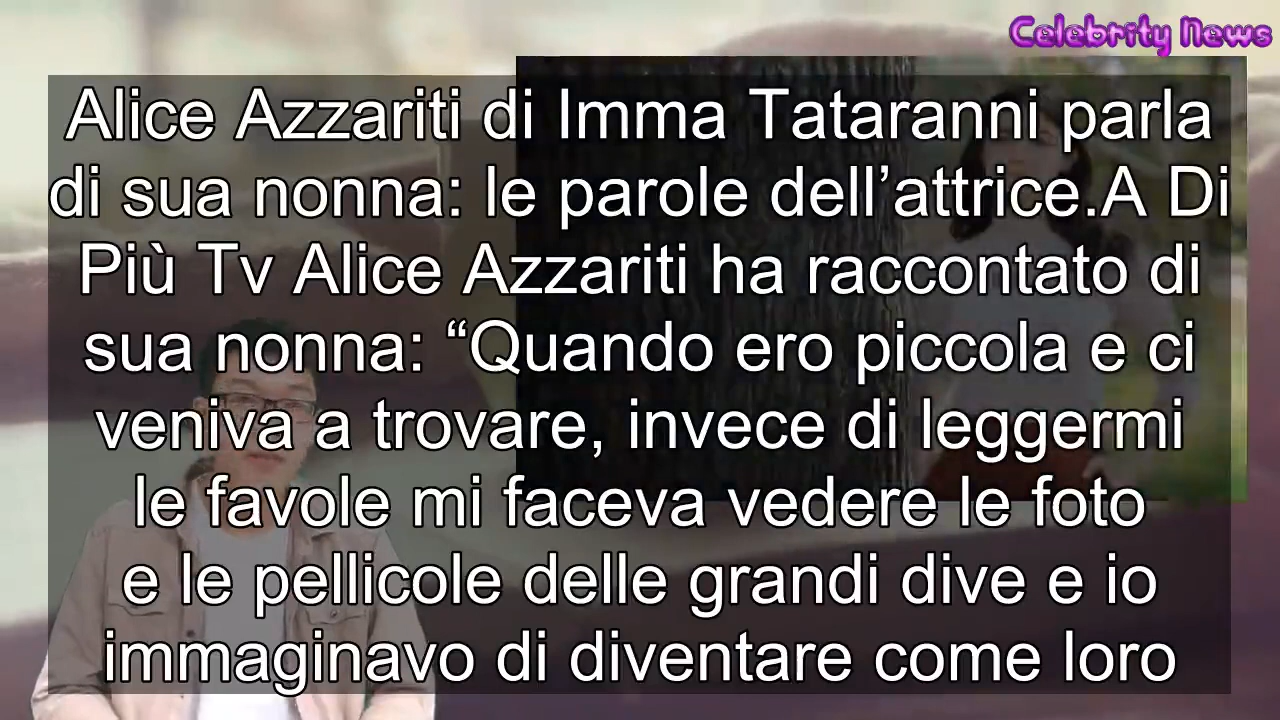 Celebrity News
Alice Azzariti di Imma Tataranni parla
di sua nonna: le parole dell’attrice.A Di
Più Tv Alice Azzariti ha raccontato di
sua nonna: “Quando ero piccola e ci
veniva a trovare, invece di leggermi
le favole mi faceva vedere le foto
e le pellicole delle grandi dive e io
immaginavo di diventare come loro